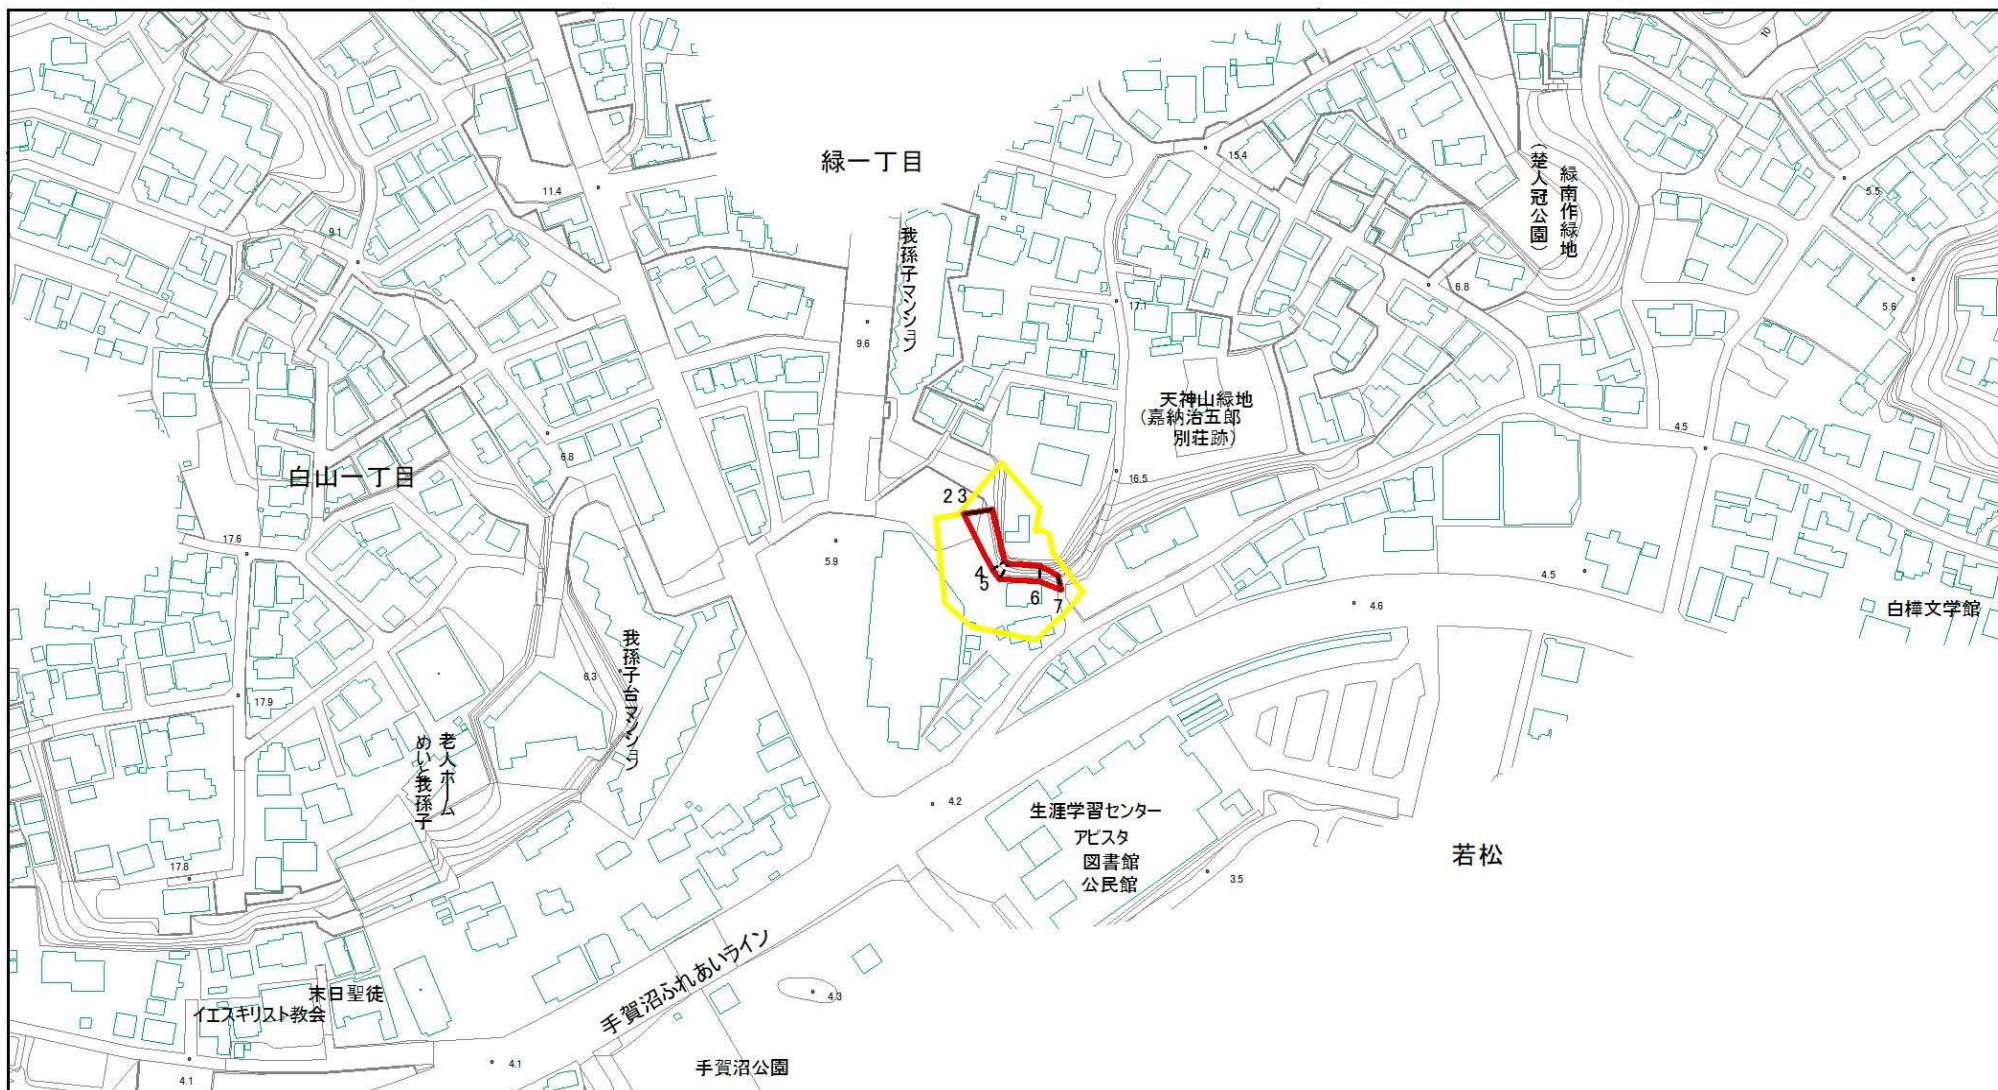 10
緑一丁目
15.4
緑南作緑地
(楚人冠公園)
11.4
5.5
9.1
我孫子マンション
17.1
6.8
5.6
9.6
天神山緑地
(嘉納治五郎
別荘跡)
4.5
6.8
白山一丁目
16.5
2 3
17.6
5.9
4
5
6
7
4.5
4.6
白樺文学館
我孫子台マンション
6.3
17.9
老人ホーム
めいと我孫子
4.2
生涯学習センター
アビスタ
図書館
公民館
若松
17.8
3.5
手賀沼ふれあいライン
末日聖徒
イエスキリスト教会
4.3
4.1
4.1
手賀沼公園